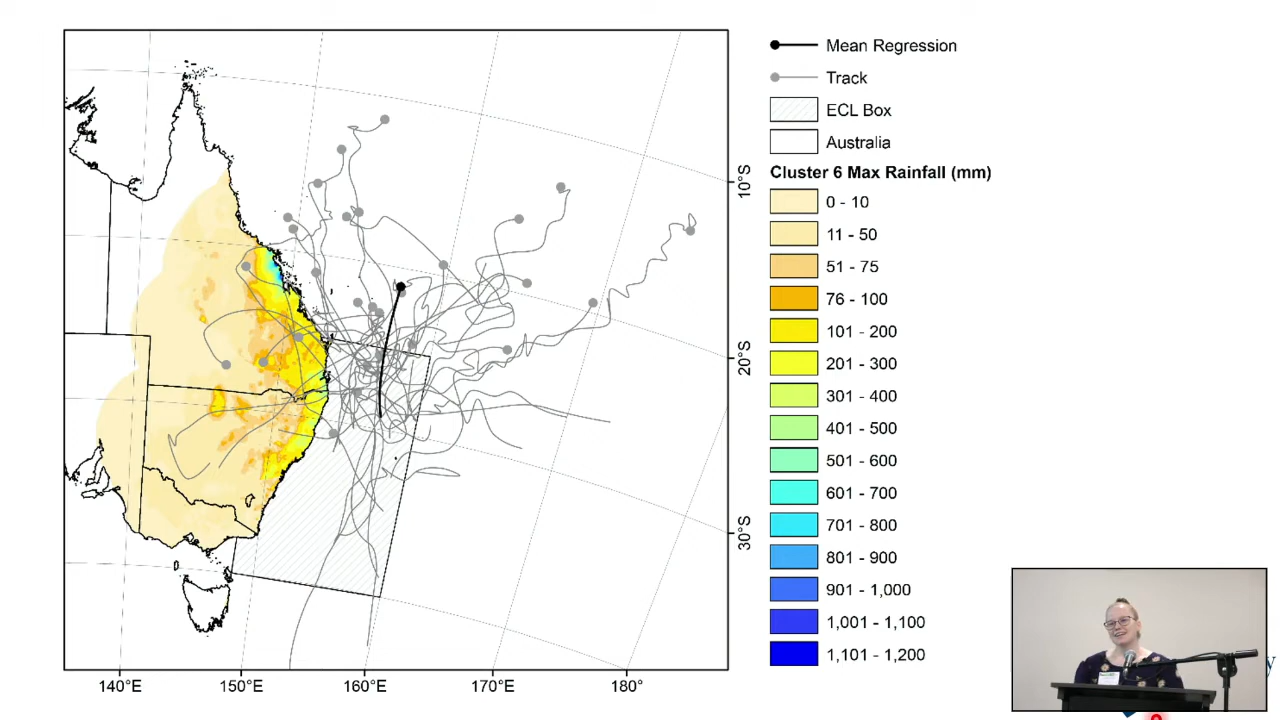 Mean Regression
Track
ECL Box
Australia
Cluster 6 Max Rainfall (mm)
0 - 10
11 - 50
51 - 75
76 - 100
101 - 200
201 - 300
301 - 400
401 - 500
501 - 600
601 - 700
701 - 800
801 - 900
901 - 1,000
1,001 - 1,100
1,101 - 1,200
10°S
20°S
30°S
140°E
150°E
160°E
170°E
180°